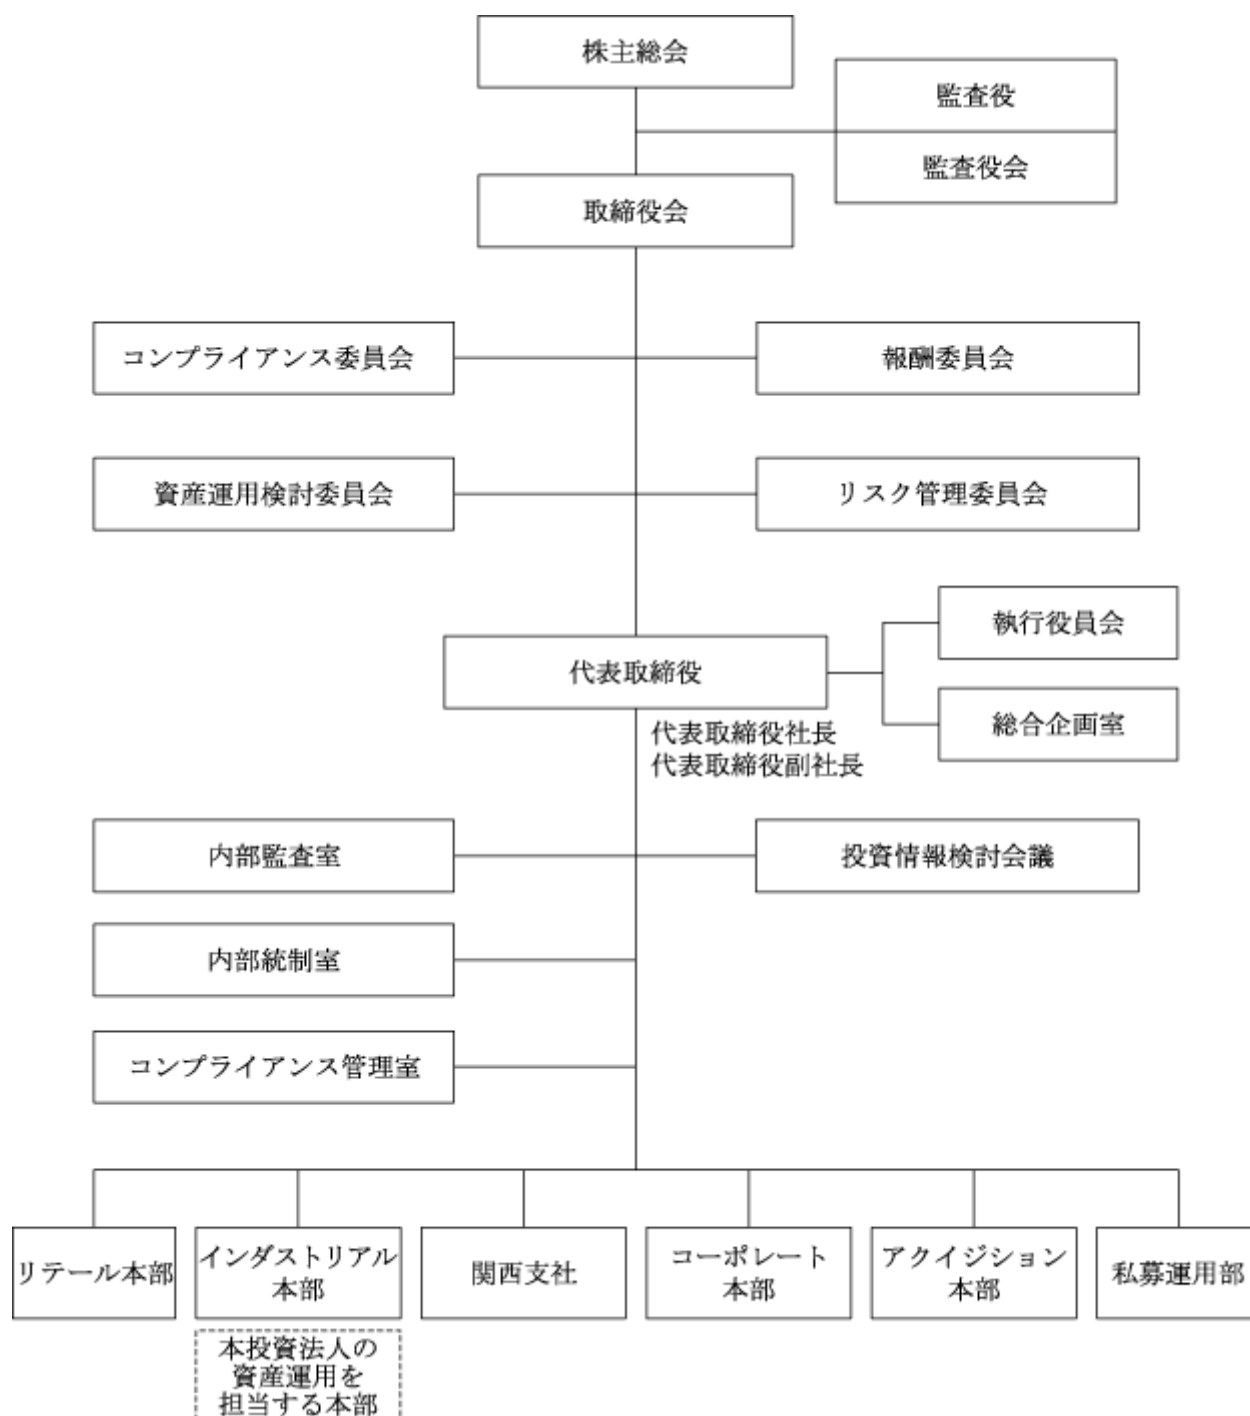 株主総会
監査役
監査役会
取締役会
コンプライアンス委員会
報酬委員会
資産運用検討委員会
リスク管理委員会
執行役員会
代表取締役
総合企画室
代表取締役社長
代表取締役副社長
内部監査室
投資情報検討会議
内部統制室
コンプライアンス管理室
リテール本部
インダストリアル
本部
関西支社
コーポレート
本部
アクイジション
本部
私募運用部
本投資法人の
資産運用を
担当する本部